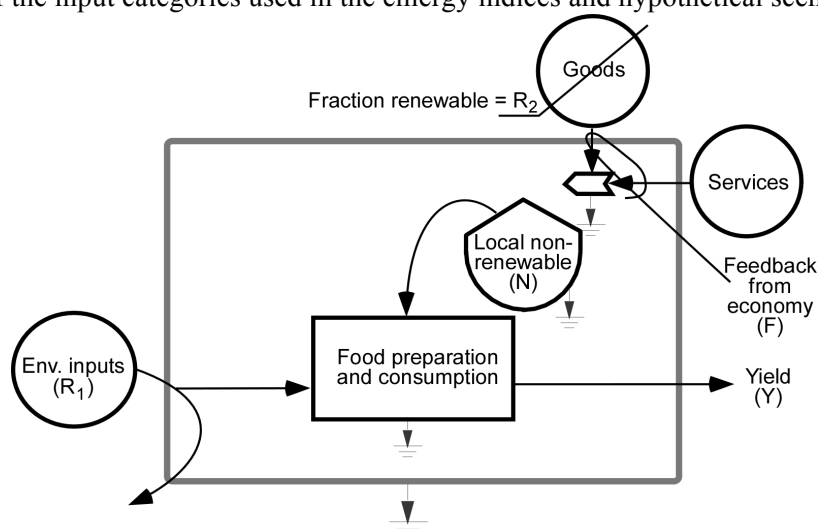 f the input categories used in the emergy indices and hypothetical scen
Goods
Fraction renewable = R2
Services
Local non-
renewable
(N)
Feedback
from
economy
(F)
Env. inputs
(R1)
Food preparation
and consumption
Yield
(Y)